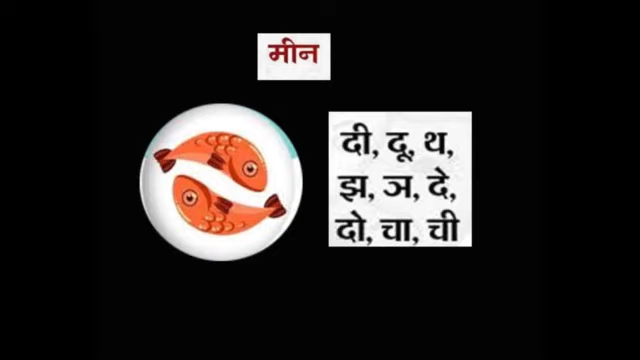 मीन
दी, दू, थ,
झ, ञ, दे,
दो, चा, ची